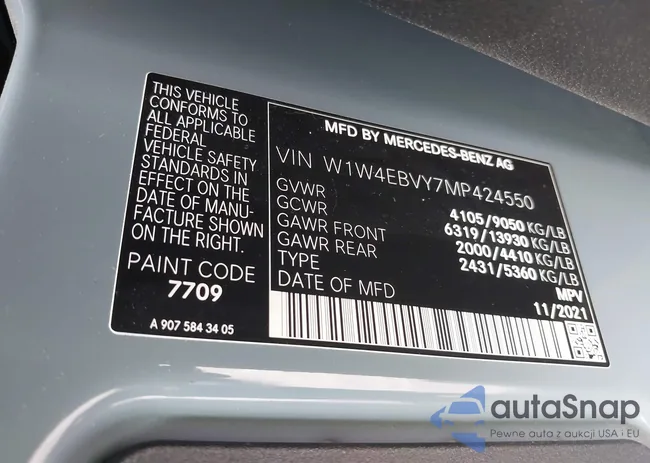 THIS VEHICLE
CONFORMS TO
ALL APPLICABLE
FEDERAL
VEHICLE SAFETY
STANDARDS IN
EFFECT ON THE
DATE OF MANU-
FACTURE SHOWN
ON THE RIGHT.
PAINT CODE
7709
A 907 584 34 05
MFD BY MERCEDES-BENZ AG
VIN W1W4EBVY7MP424550
GVWR 4105/9050 KG/LB
GCWR 6319/13930 KG/LB
GAWR FRONT 2000/4410 KG/LB
GAWR REAR 2431/5360 KG/LB
TYPE MPV
DATE OF MFD 11/2021
autaSnap
Pewne auta z aukcji USA i EU